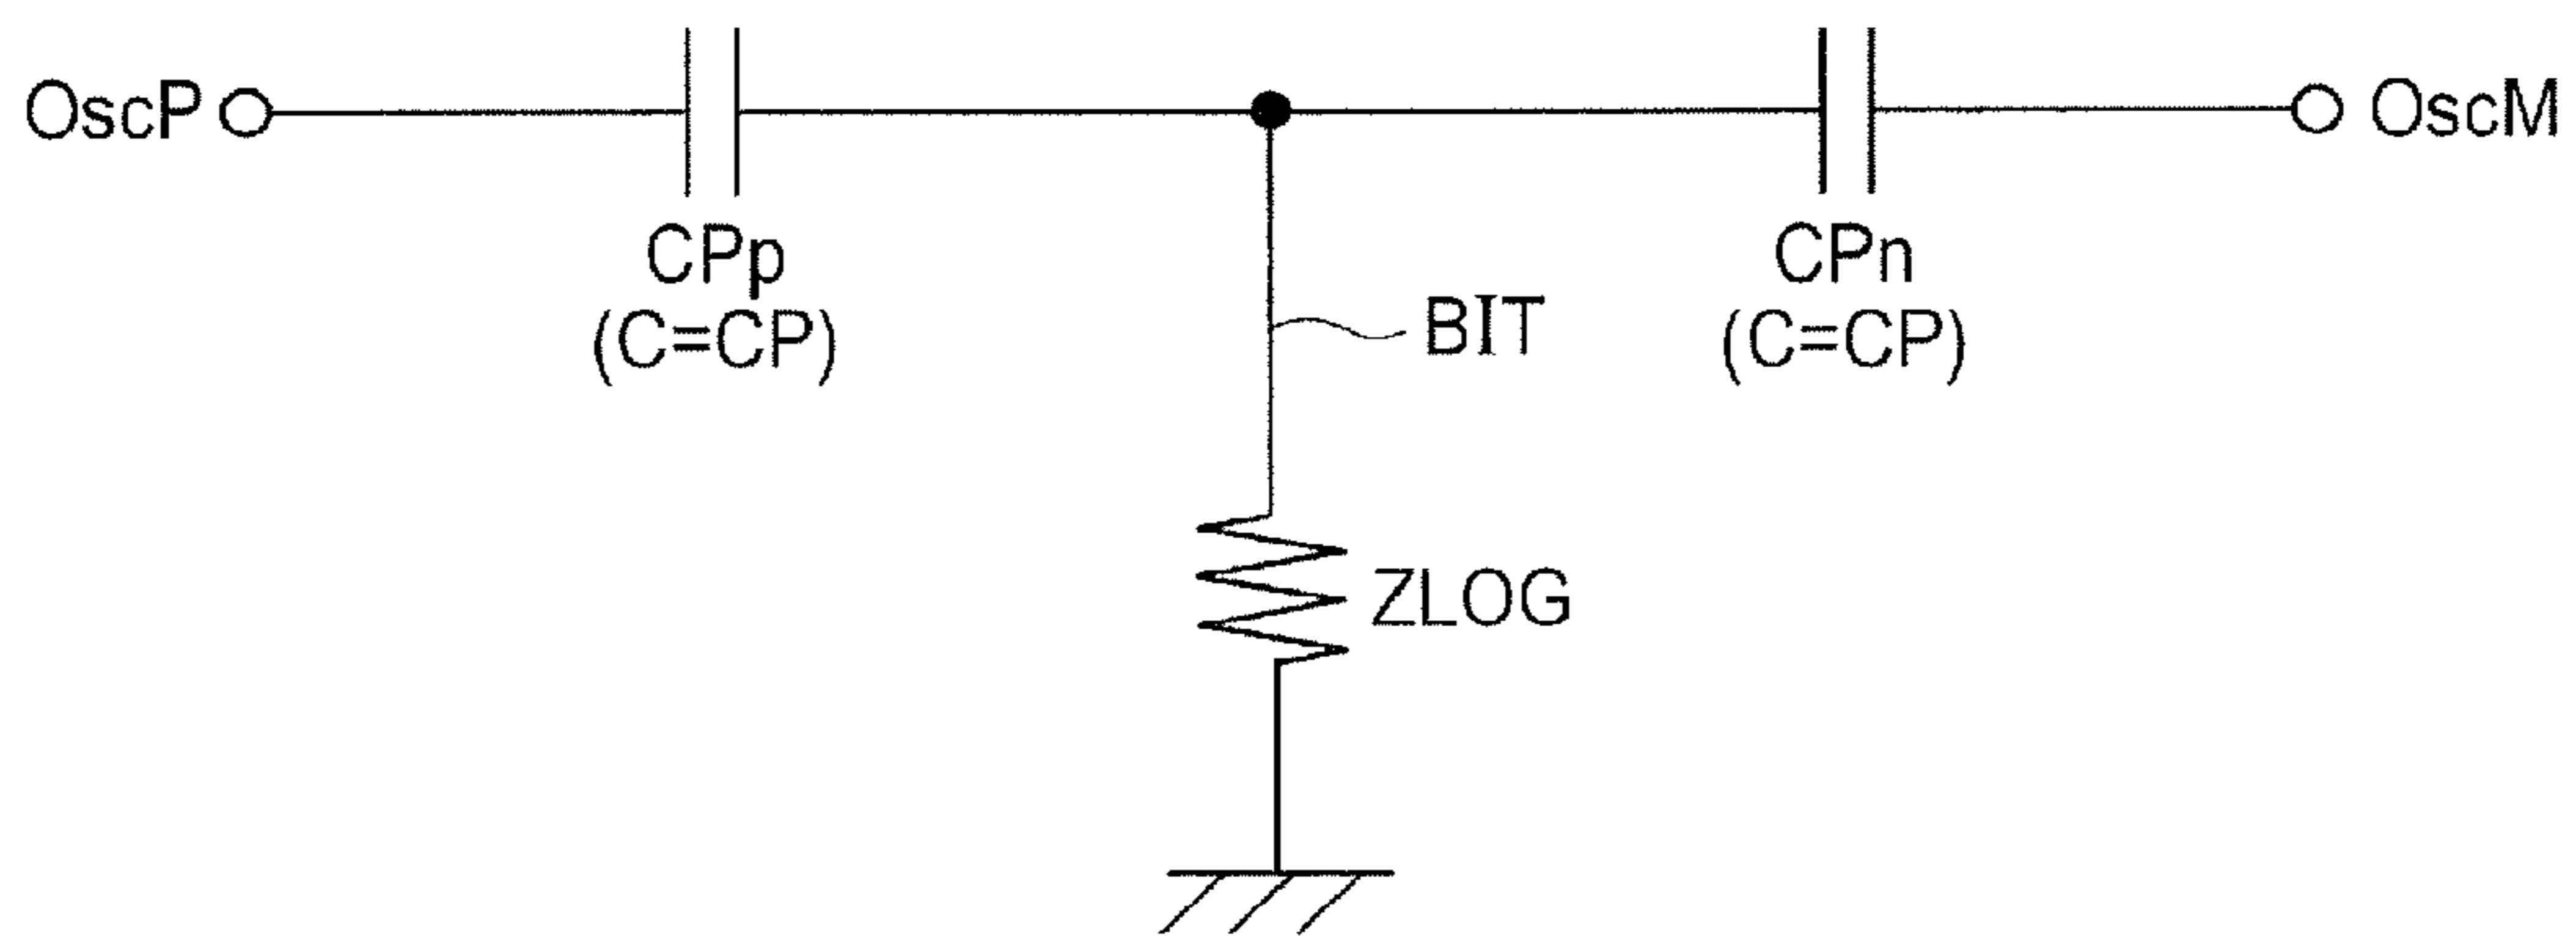 OscP
OscM
CPp
(C=CP)
CPn
(C=CP)
BIT
ZLOG